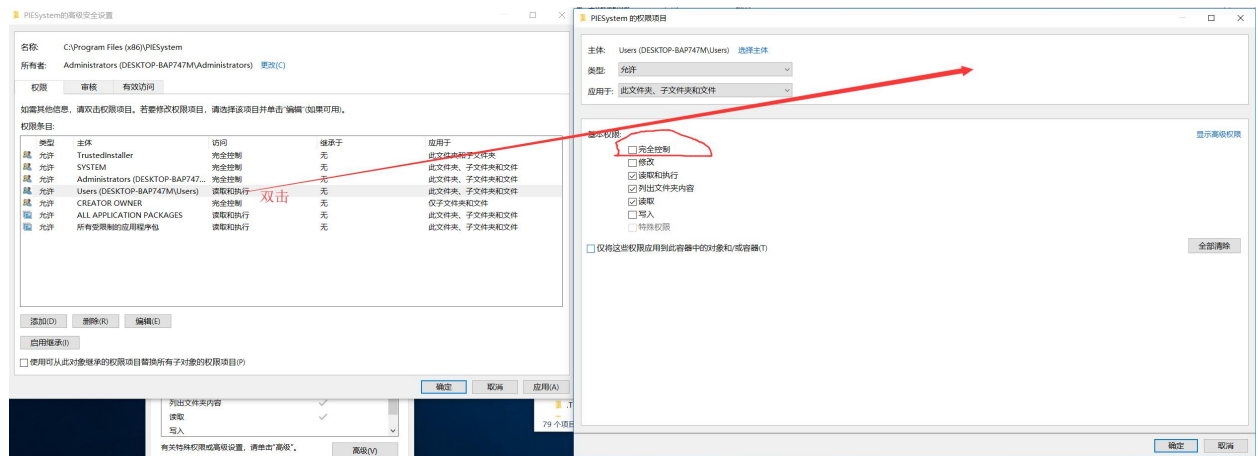 PIESystem的高级安全设置
名称: C:\Program Files (x86)\PIESystem
所有者: Administrators (DESKTOP-BAP747M\Administrators) 更改(C)
权限 审核 有效访问
如需其他信息，请双击权限项目。若要修改权限项目，请选择该项目并单击"编辑"(如果可用)。
权限条目:
类型 主体 访问 继承于 应用于
允许 TrustedInstaller 完全控制 无 此文件夹和子文件夹
允许 SYSTEM 完全控制 无 此文件夹、子文件夹和文件
允许 Administrators (DESKTOP-BAP747... 完全控制 无 此文件夹、子文件夹和文件
允许 Users (DESKTOP-BAP747M\Users) 读取和执行 无 此文件夹、子文件夹和文件
双击
允许 CREATOR OWNER 完全控制 无 仅子文件夹和文件
允许 ALL APPLICATION PACKAGES 读取和执行 无 此文件夹、子文件夹和文件
允许 所有受限制的应用程序包 读取和执行 无 此文件夹、子文件夹和文件
添加(D) 删除(R) 编辑(E)
启用继承(I)
使用可从此对象继承的权限项目替换所有子对象的权限项目(P)
确定 取消 应用(A)
列出文件夹内容
读取
写入
有关特殊权限或高级设置，请单击"高级"。 高级(V)
.T
79 个项目
PIESystem 的权限项目
主体: Users (DESKTOP-BAP747M\Users) 选择主体
类型: 允许
应用于: 此文件夹、子文件夹和文件
基本权限: 显示高级权限
完全控制
修改
读取和执行
列出文件夹内容
读取
写入
特殊权限
仅将这些权限应用到此容器中的对象和/或容器(T) 全部清除
确定 取消